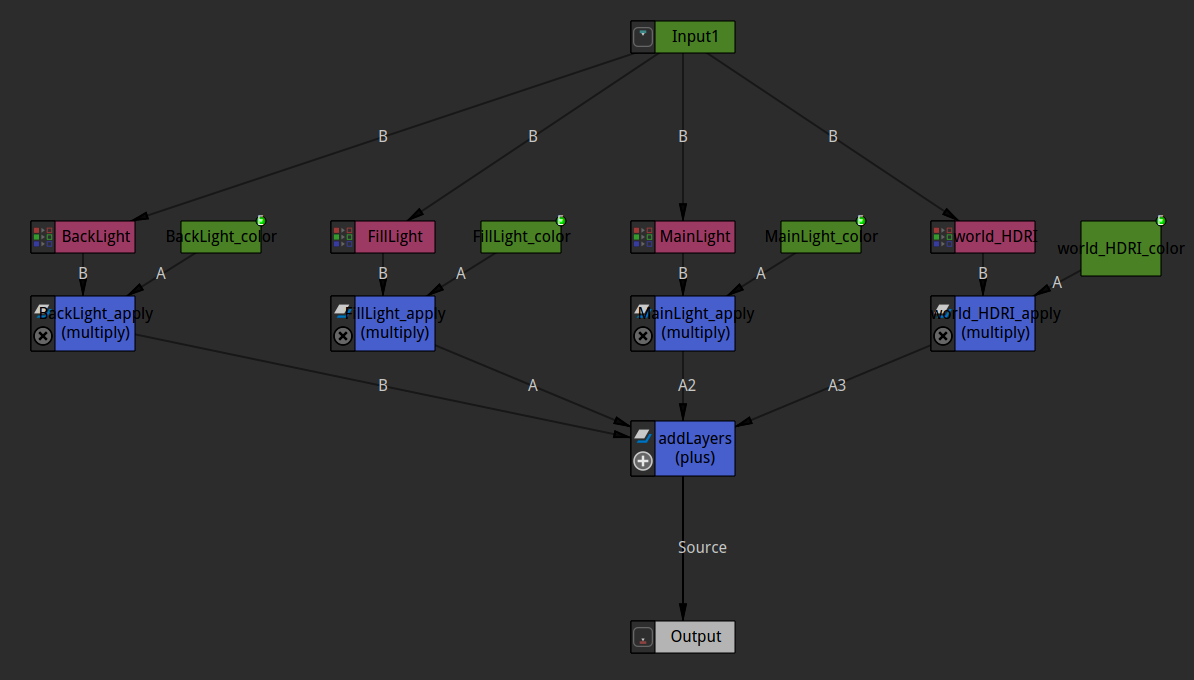 Input1
B
B
B
B
BackLight
BackLight_color
FillLight
FillLight_color
MainLight
MainLight_color
world_HDRI
world_HDRI_color
B
A
B
A
B
A
B
A
BackLight_apply
(multiply)
FillLight_apply
(multiply)
MainLight_apply
(multiply)
world_HDRI_apply
(multiply)
B
A
A2
A3
addLayers
(plus)
Source
Output